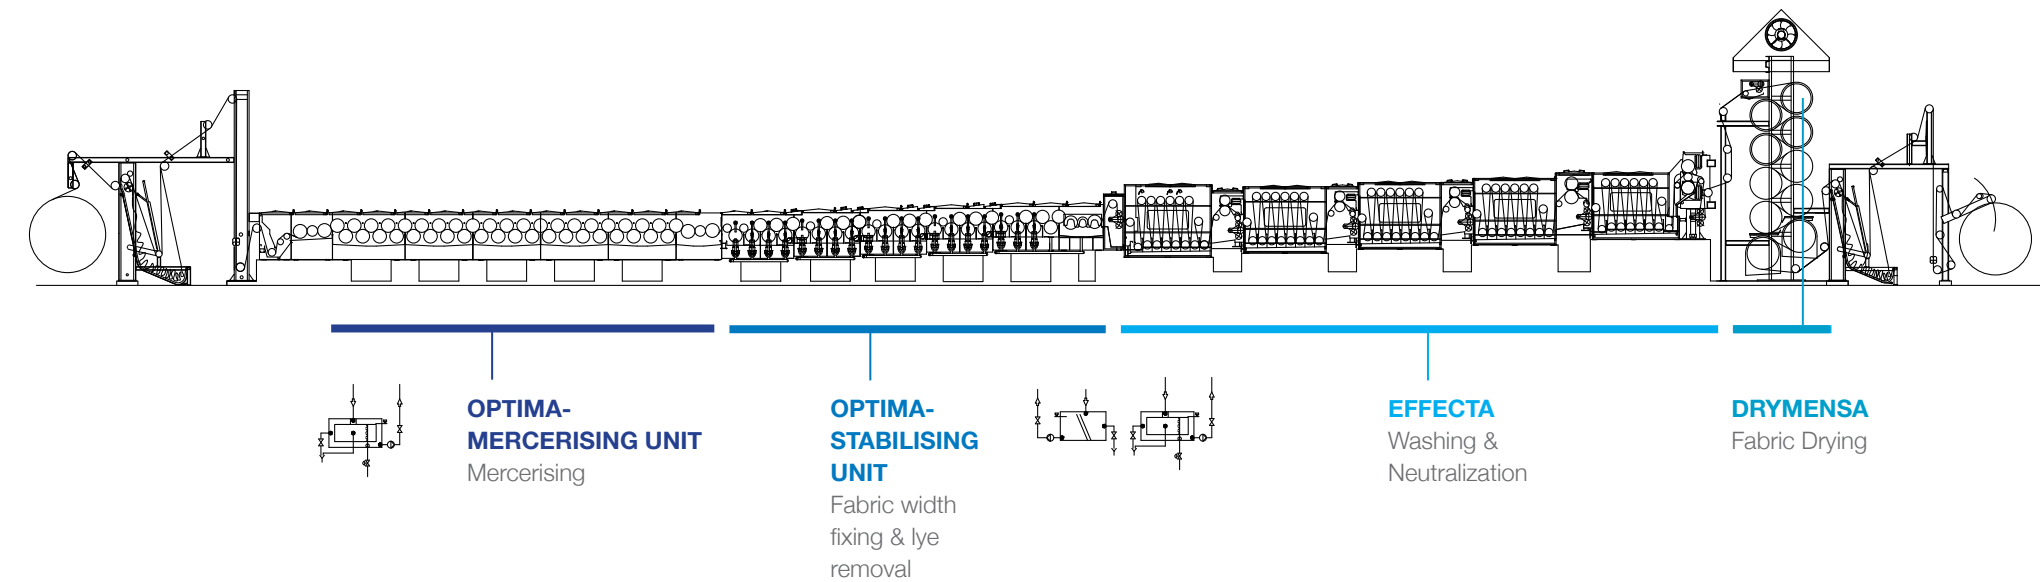 OPTIMA-
MERCERISING UNIT
Mercerising
OPTIMA-
STABILISING
UNIT
Fabric width
fixing & lye
removal
EFFECTA
Washing &
Neutralization
DRYMENSA
Fabric Drying